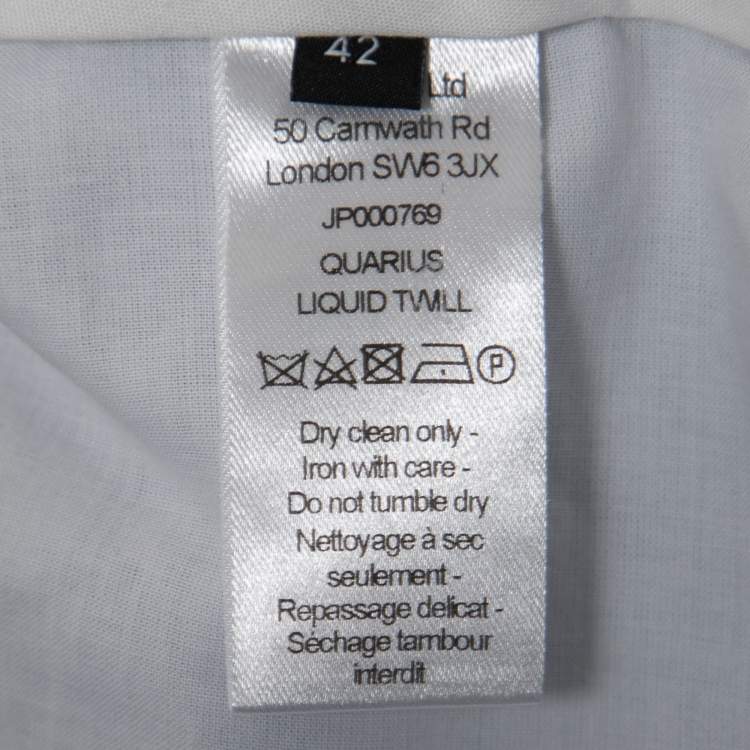 42
Ltd
50 Carnwath Rd
London SW6 3JX
JP000769
QUARIUS
LIQUID TWILL
P
Dry clean only -
Iron with care -
Do not tumble dry
Nettoyage à sec
seulement -
Repassage delicat -
Séchage tambour
interdit